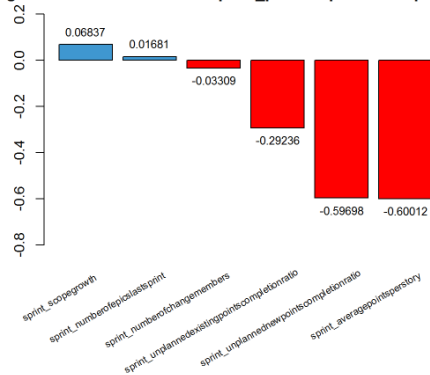 0.2
0.0
-0.2
-0.4
-0.6
-0.8
0.06837
0.01681
-0.03309
-0.29236
-0.59698
-0.60012
sprint_scopegrowth
sprint_numberofepicslastsprint
sprint_numberofchangemembers
sprint_unplannedexistingpointscompletionratio
sprint_unplannednewpointscompletionratio
sprint_averagepointsperstory